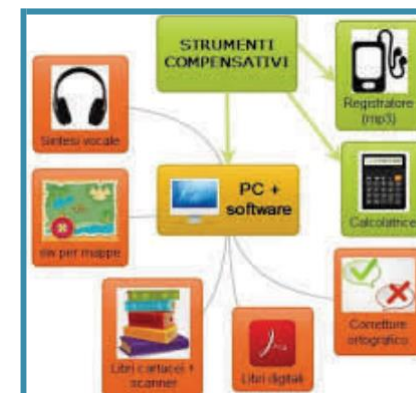 STRUMENTI
COMPENSATIVI
Registratore
(mp3)
Sintesi vocale
Calcolatrice
PC +
software
sw per mappe
Libri cartacei +
scanner
Libri digitali
Correttore
ortografico